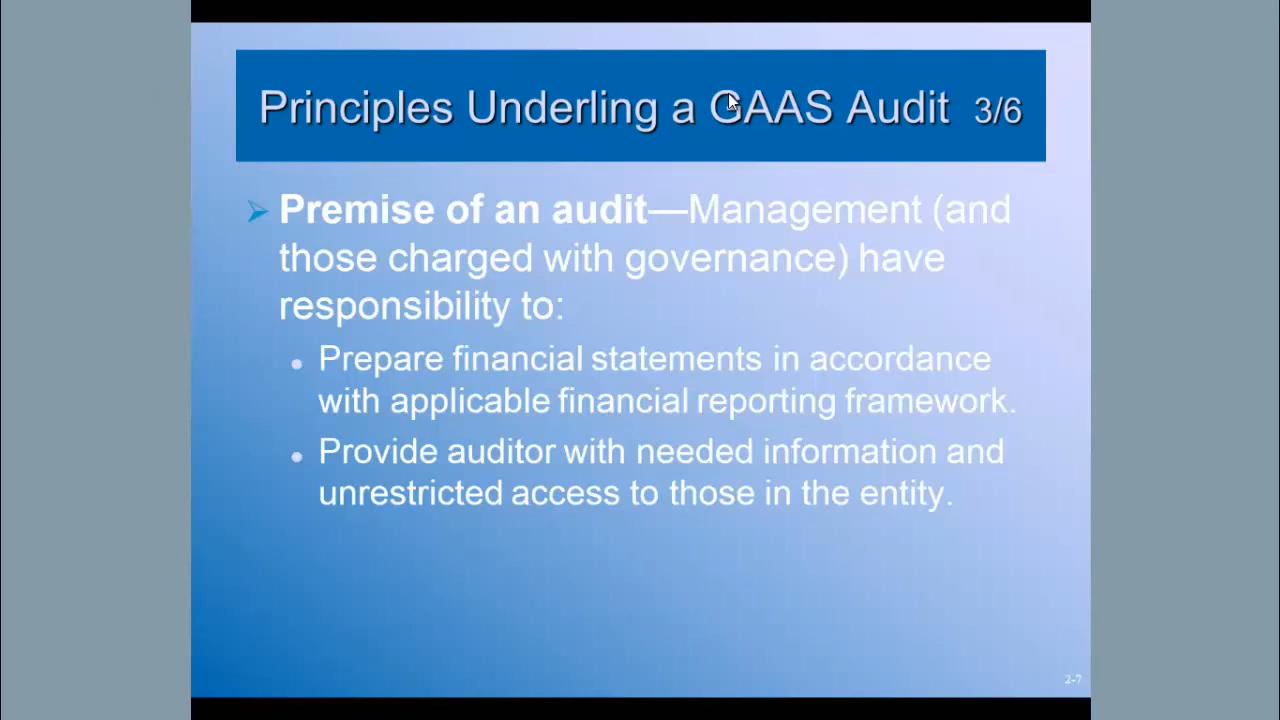 Principles Underling a GAAS Audit 3/6
Premise of an audit—Management (and
those charged with governance) have
responsibility to:
Prepare financial statements in accordance
with applicable financial reporting framework.
Provide auditor with needed information and
unrestricted access to those in the entity.
2-7